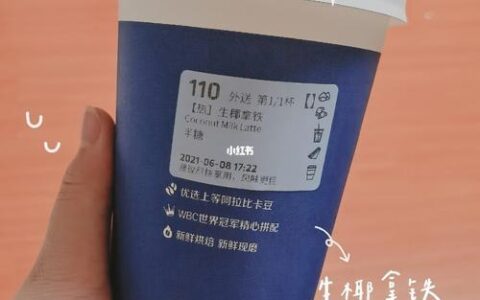 110 外送 第1/1杯
【热】生椰拿铁
Coconut Milk Latte
半糖
小红书
2021-06-08 17:22
优选上等阿拉比卡豆
WBC世界冠军精心拼配
新鲜烘焙 新鲜现磨
生椰拿铁